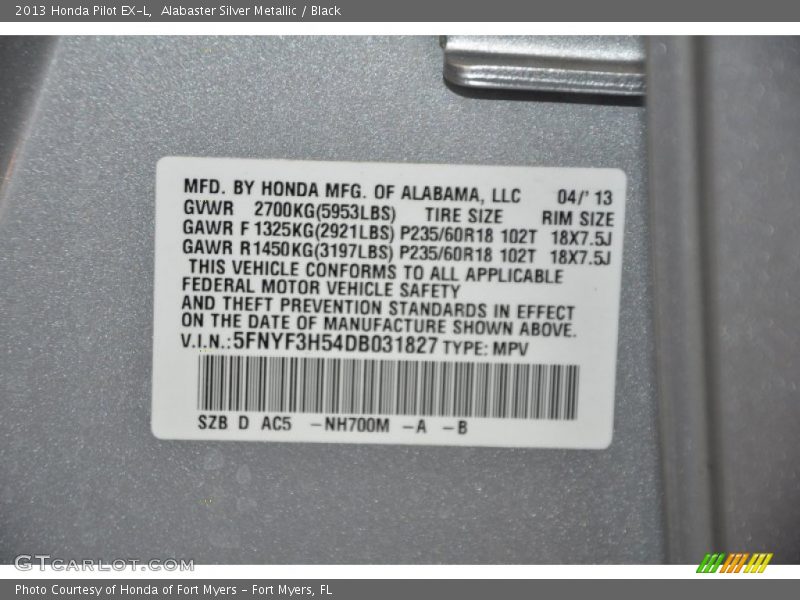 2013 Honda Pilot EX-L, Alabaster Silver Metallic / Black
MFD. BY HONDA MFG. OF ALABAMA, LLC 04/' 13
GVWR 2700KG(5953LBS) TIRE SIZE RIM SIZE
GAWR F 1325KG(2921LBS) P235/60R18 102T 18X7.5J
GAWR R1450KG(3197LBS) P235/60R18 102T 18X7.5J
THIS VEHICLE CONFORMS TO ALL APPLICABLE
FEDERAL MOTOR VEHICLE SAFETY
AND THEFT PREVENTION STANDARDS IN EFFECT
ON THE DATE OF MANUFACTURE SHOWN ABOVE.
V.I.N.:5FNYF3H54DB031827 TYPE: MPV
SZB D AC5 -NH700M -A -B
GTCARLOT.COM
Photo Courtesy of Honda of Fort Myers - Fort Myers, FL